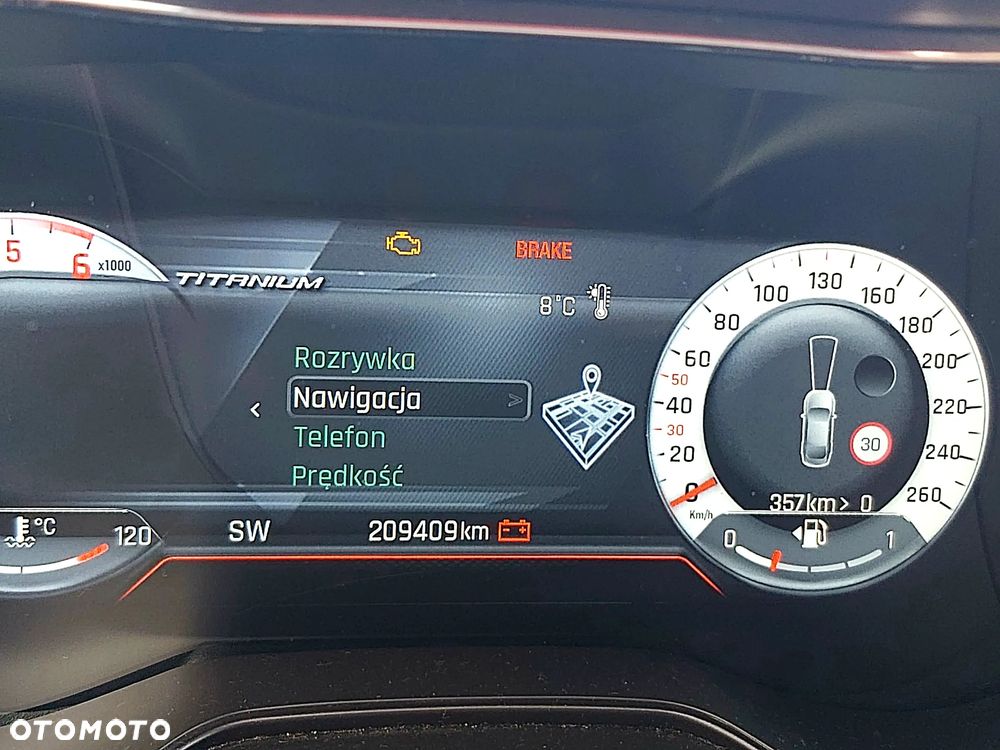 5
6
x1000
TITANIUM
BRAKE
8°C
Rozrywka
Nawigacja >
Telefon
Prędkość
<
°C
120
SW
209409km
0
20
30
40
50
60
80
100
130
160
180
200
220
240
260
Km/h
30
357km> 0
0
1
OTOMOTO